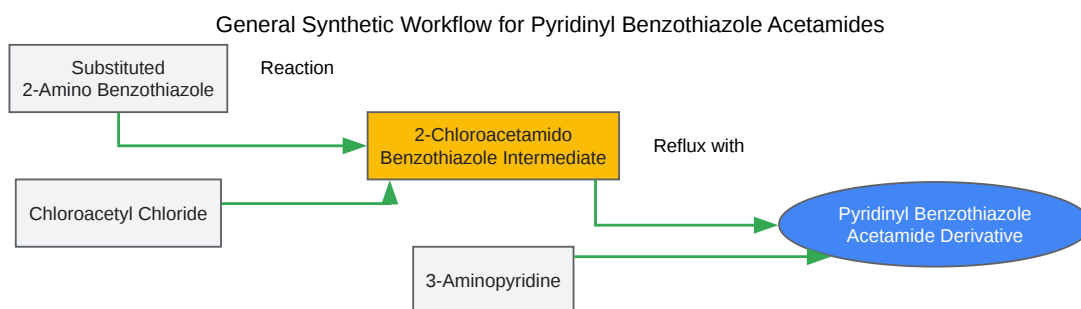 General Synthetic Workflow for Pyridinyl Benzothiazole Acetamides
Substituted
2-Amino Benzothiazole
Reaction
2-Chloroacetamido
Benzothiazole Intermediate
Reflux with
Chloroacetyl Chloride
Pyridinyl Benzothiazole
Acetamide Derivative
3-Aminopyridine